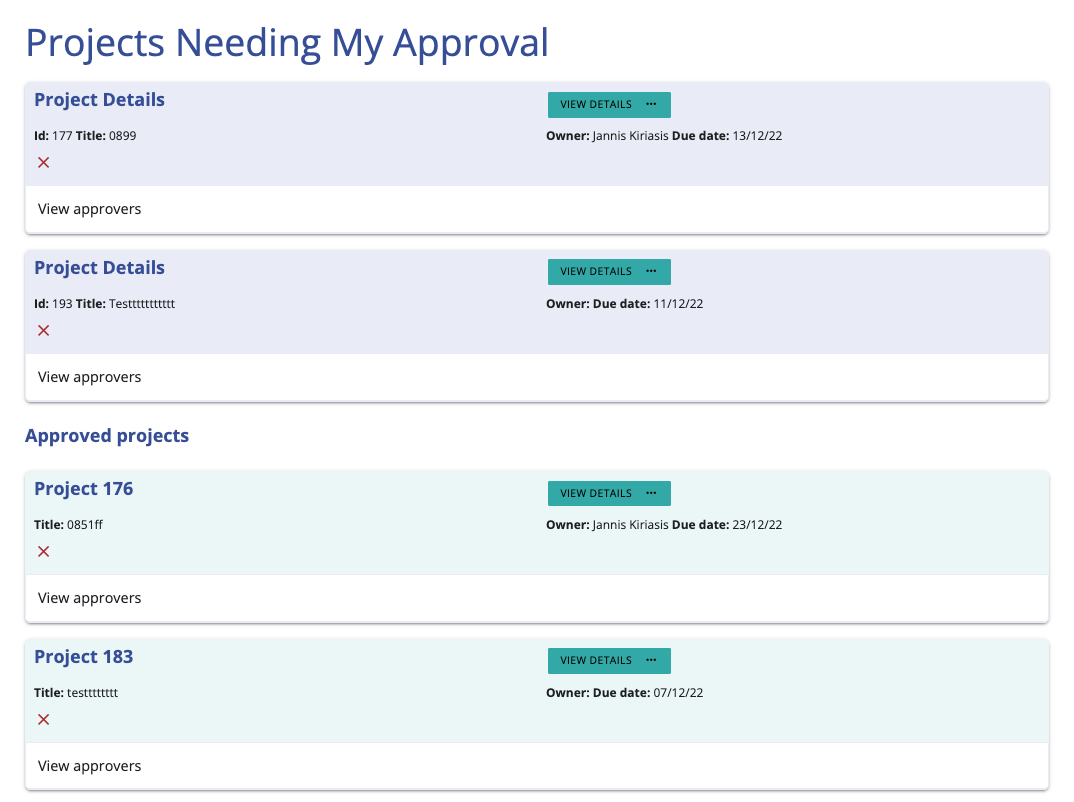 Projects Needing My Approval
Project Details
VIEW DETAILS ···
Id: 177 Title: 0899
Owner: Jannis Kiriasis Due date: 13/12/22
View approvers
Project Details
VIEW DETAILS ···
Id: 193 Title: Testttttttttttt
Owner: Due date: 11/12/22
View approvers
Approved projects
Project 176
VIEW DETAILS ···
Title: 0851ff
Owner: Jannis Kiriasis Due date: 23/12/22
View approvers
Project 183
VIEW DETAILS ···
Title: testttttttt
Owner: Due date: 07/12/22
View approvers